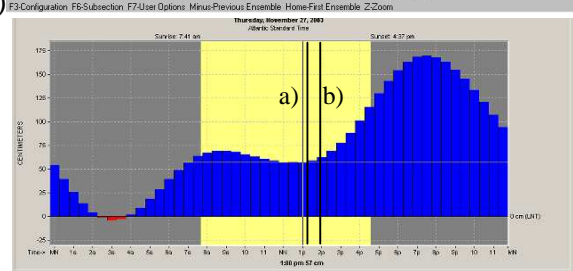 )
F3-Configuration F6-Subsection F7-User Options Minus-Previous Ensemble Home-First Ensemble Z-Zoom
Thursday, November 27, 2003
Atlantic Standard Time
Sunrise: 7:41 am Sunset: 4:37 pm
175
150
125
100
75
50
25
0
-25
CENTIMETERS
a) b)
0 cm (LNT)
Time-> MN 1a 2a 3a 4a 5a 6a 7a 8a 9a 10 11 NN 1p 2p 3p 4p 5p 6p 7p 8p 9p 10 11 MN
1:00 pm 57 cm